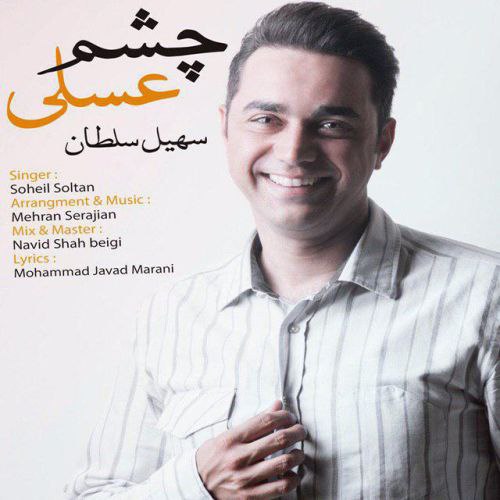 چشم
عسلی
سهیل سلطان
Singer :
Soheil Soltan
Arrangment & Music :
Mehran Serajian
Mix & Master :
Navid Shah beigi
Lyrics :
Mohammad Javad Marani